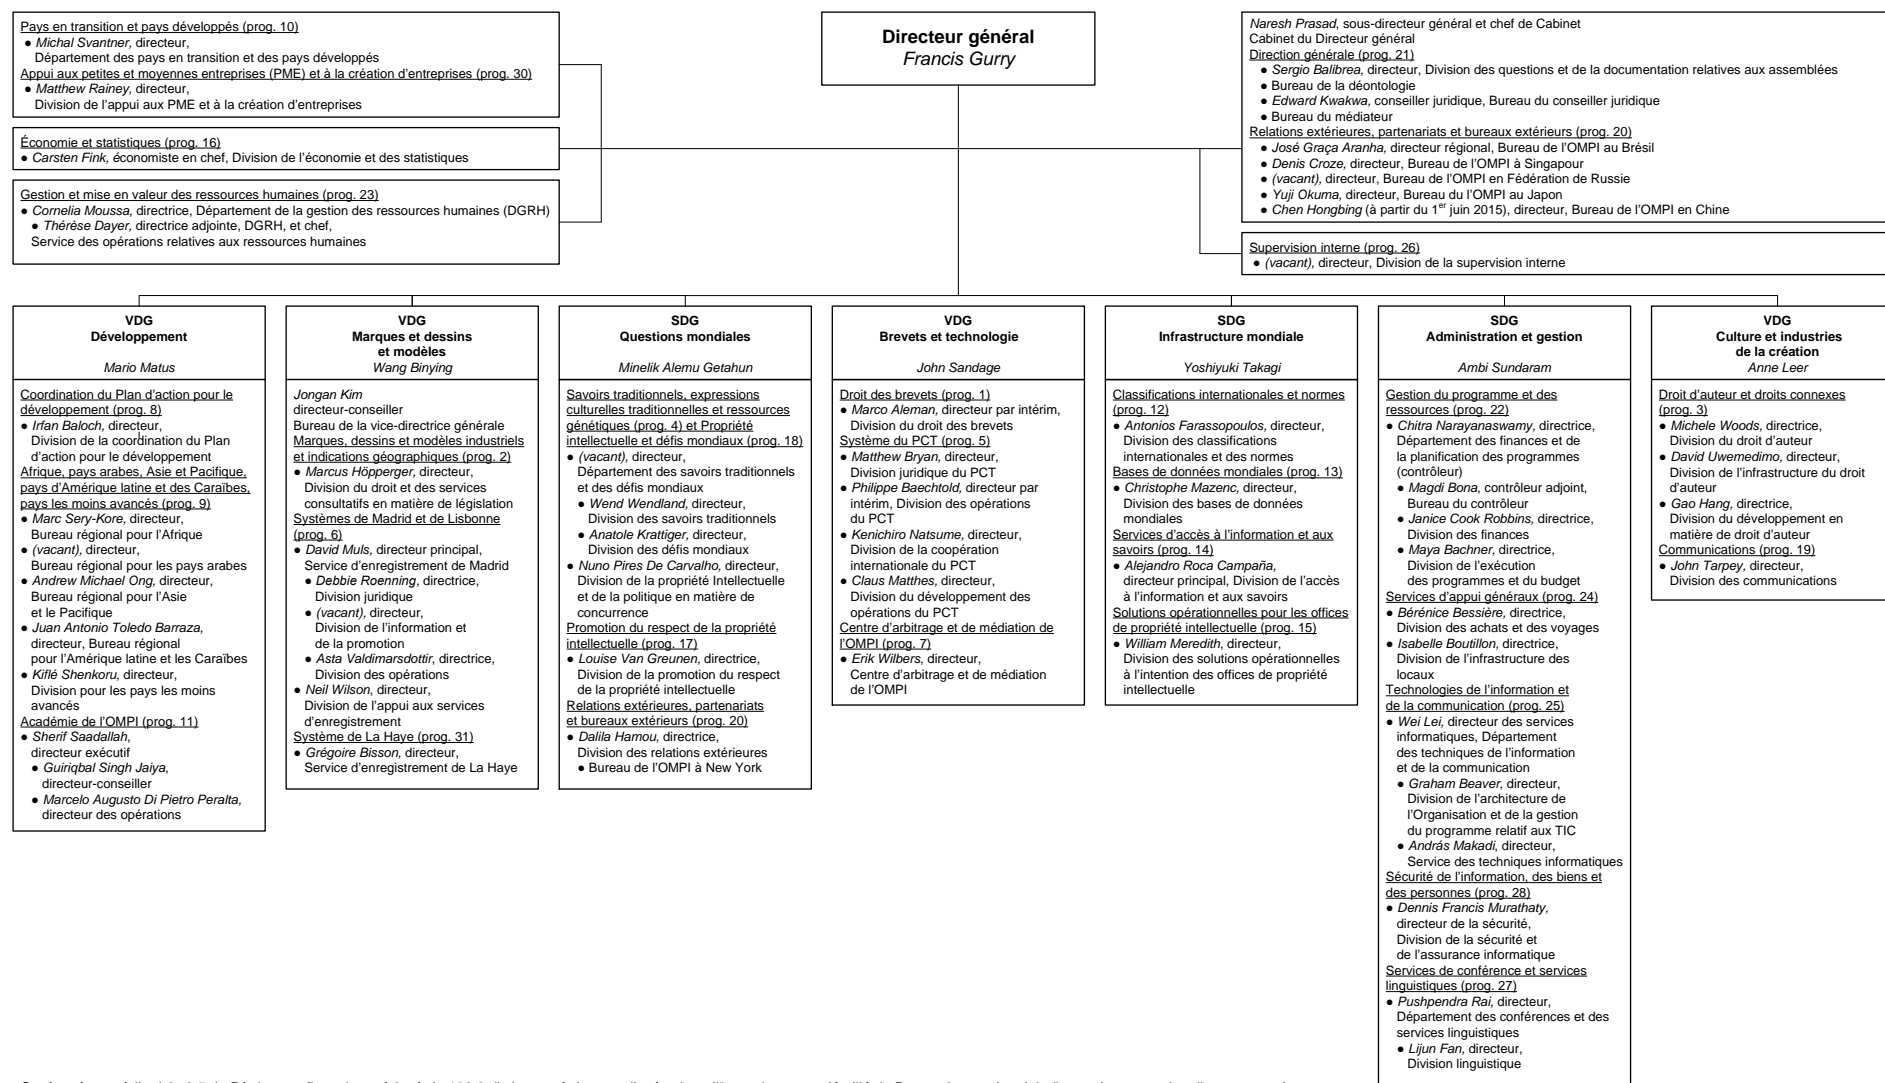 Pays en transition et pays développés (prog. 10)
● Michal Svantner, directeur,
Département des pays en transition et des pays développés
Appui aux petites et moyennes entreprises (PME) et à la création d'entreprises (prog. 30)
● Matthew Rainey, directeur,
Division de l'appui aux PME et à la création d'entreprises
Économie et statistiques (prog. 16)
● Carsten Fink, économiste en chef, Division de l'économie et des statistiques
Gestion et mise en valeur des ressources humaines (prog. 23)
● Cornelia Moussa, directrice, Département de la gestion des ressources humaines (DGRH)
● Thérèse Dayer, directrice adjointe, DGRH, et chef,
Service des opérations relatives aux ressources humaines
Directeur général
Francis Gurry
Naresh Prasad, sous-directeur général et chef de Cabinet
Cabinet du Directeur général
Direction générale (prog. 21)
● Sergio Balibrea, directeur, Division des questions et de la documentation relatives aux assemblées
● Bureau de la déontologie
● Edward Kwakwa, conseiller juridique, Bureau du conseiller juridique
● Bureau du médiateur
Relations extérieures, partenariats et bureaux extérieurs (prog. 20)
● José Graça Aranha, directeur régional, Bureau de l'OMPI au Brésil
● Denis Croze, directeur, Bureau de l'OMPI à Singapour
● (vacant), directeur, Bureau de l'OMPI en Fédération de Russie
● Yuji Okuma, directeur, Bureau du l'OMPI au Japon
● Chen Hongbing (à partir du 1er juin 2015), directeur, Bureau de l'OMPI en Chine
Supervision interne (prog. 26)
● (vacant), directeur, Division de la supervision interne
VDG
Développement
Mario Matus
Coordination du Plan d'action pour le
développement (prog. 8)
● Irfan Baloch, directeur,
Division de la coordination du Plan
d'action pour le développement
Afrique, pays arabes, Asie et Pacifique,
pays d'Amérique latine et des Caraïbes,
pays les moins avancés (prog. 9)
● Marc Sery-Kore, directeur,
Bureau régional pour l'Afrique
● (vacant), directeur,
Bureau régional pour les pays arabes
● Andrew Michael Ong, directeur,
Bureau régional pour l'Asie
et le Pacifique
● Juan Antonio Toledo Barraza,
directeur, Bureau régional
pour l'Amérique latine et les Caraïbes
● Kiflé Shenkoru, directeur,
Division pour les pays les moins
avancés
Académie de l'OMPI (prog. 11)
● Sherif Saadallah,
directeur exécutif
● Guiriqbal Singh Jaiya,
directeur-conseiller
● Marcelo Augusto Di Pietro Peralta,
directeur des opérations
VDG
Marques et dessins
et modèles
Wang Binying
Jongan Kim
directeur-conseiller
Bureau de la vice-directrice générale
Marques, dessins et modèles industriels
et indications géographiques (prog. 2)
● Marcus Höpperger, directeur,
Division du droit et des services
consultatifs en matière de législation
Systèmes de Madrid et de Lisbonne
(prog. 6)
● David Muls, directeur principal,
Service d'enregistrement de Madrid
● Debbie Roenning, directrice,
Division juridique
● (vacant), directeur,
Division de l'information et
de la promotion
● Asta Valdimarsdottir, directrice,
Division des opérations
● Neil Wilson, directeur,
Division de l'appui aux services
d'enregistrement
Système de La Haye (prog. 31)
● Grégoire Bisson, directeur,
Service d'enregistrement de La Haye
SDG
Questions mondiales
Minelik Alemu Getahun
Savoirs traditionnels, expressions
culturelles traditionnelles et ressources
génétiques (prog. 4) et Propriété
intellectuelle et défis mondiaux (prog. 18)
● (vacant), directeur,
Département des savoirs traditionnels
et des défis mondiaux
● Wend Wendland, directeur,
Division des savoirs traditionnels
● Anatole Krattiger, directeur,
Division des défis mondiaux
● Nuno Pires De Carvalho, directeur,
Division de la propriété Intellectuelle
et de la politique en matière de
concurrence
Promotion du respect de la propriété
intellectuelle (prog. 17)
● Louise Van Greunen, directrice,
Division de la promotion du respect
de la propriété intellectuelle
Relations extérieures, partenariats
et bureaux extérieurs (prog. 20)
● Dalila Hamou, directrice,
Division des relations extérieures
● Bureau de l'OMPI à New York
VDG
Brevets et technologie
John Sandage
Droit des brevets (prog. 1)
● Marco Aleman, directeur par intérim,
Division du droit des brevets
Système du PCT (prog. 5)
● Matthew Bryan, directeur,
Division juridique du PCT
● Philippe Baechtold, directeur par
intérim, Division des opérations
du PCT
● Kenichiro Natsume, directeur,
Division de la coopération
internationale du PCT
● Claus Matthes, directeur,
Division du développement des
opérations du PCT
Centre d'arbitrage et de médiation de
l'OMPI (prog. 7)
● Erik Wilbers, directeur,
Centre d'arbitrage et de médiation
de l'OMPI
SDG
Infrastructure mondiale
Yoshiyuki Takagi
Classifications internationales et normes
(prog. 12)
● Antonios Farassopoulos, directeur,
Division des classifications
internationales et des normes
Bases de données mondiales (prog. 13)
● Christophe Mazenc, directeur,
Division des bases de données
mondiales
Services d'accès à l'information et aux
savoirs (prog. 14)
● Alejandro Roca Campaña,
directeur principal, Division de l'accès
à l'information et aux savoirs
Solutions opérationnelles pour les offices
de propriété intellectuelle (prog. 15)
● William Meredith, directeur,
Division des solutions opérationnelles
à l'intention des offices de propriété
intellectuelle
SDG
Administration et gestion
Ambi Sundaram
Gestion du programme et des
ressources (prog. 22)
● Chitra Narayanaswamy, directrice,
Département des finances et de
la planification des programmes
(contrôleur)
● Magdi Bona, contrôleur adjoint,
Bureau du contrôleur
● Janice Cook Robbins, directrice,
Division des finances
● Maya Bachner, directrice,
Division de l'exécution
des programmes et du budget
Services d'appui généraux (prog. 24)
● Bérénice Bessière, directrice,
Division des achats et des voyages
● Isabelle Boutillon, directrice,
Division de l'infrastructure des
locaux
Technologies de l'information et
de la communication (prog. 25)
● Wei Lei, directeur des services
informatiques, Département
des techniques de l'information
et de la communication
● Graham Beaver, directeur,
Division de l'architecture de
l'Organisation et de la gestion
du programme relatif aux TIC
● András Makadi, directeur,
Service des techniques informatiques
Sécurité de l'information, des biens et
des personnes (prog. 28)
● Dennis Francis Murathaty,
directeur de la sécurité,
Division de la sécurité et
de l'assurance informatique
Services de conférence et services
linguistiques (prog. 27)
● Pushpendra Rai, directeur,
Département des conférences et des
services linguistiques
● Lijun Fan, directeur,
Division linguistique
VDG
Culture et industries
de la création
Anne Leer
Droit d'auteur et droits connexes
(prog. 3)
● Michele Woods, directrice,
Division du droit d'auteur
● David Uwemedimo, directeur,
Division de l'infrastructure du droit
d'auteur
● Gao Hang, directrice,
Division du développement en
matière de droit d'auteur
Communications (prog. 19)
● John Tarpey, directeur,
Division des communications